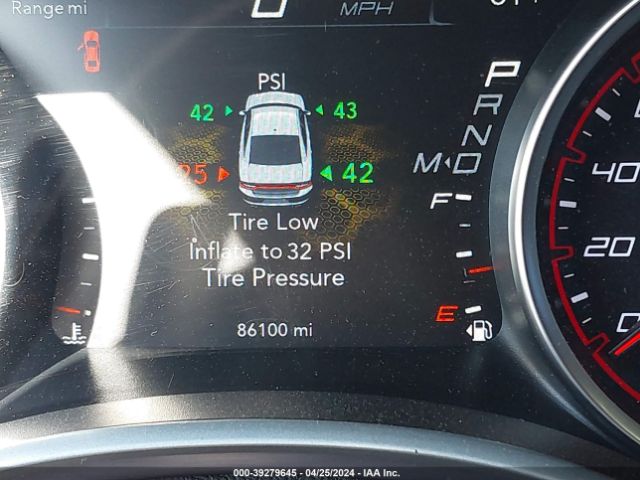 Range mi
MPH
PSI
42 43
25 42
Tire Low
Inflate to 32 PSI
Tire Pressure
86100 mi
P
R
N
M D
F
E
40
20
0
000-39279645 / 04/25/2024 - IAA Inc.